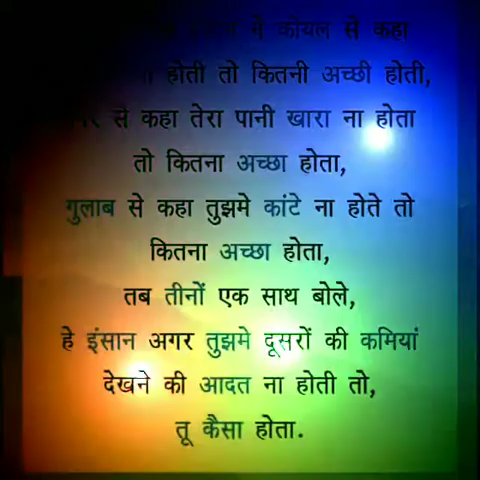 ने कोयल से कहा
होती तो कितनी अच्छी होती,
से कहा तेरा पानी खारा ना होता
तो कितना अच्छा होता,
गुलाब से कहा तुझमे कांटे ना होते तो
कितना अच्छा होता,
तब तीनों एक साथ बोले,
हे इंसान अगर तुझमे दूसरों की कमियां
देखने की आदत ना होती तो,
तू कैसा होता.